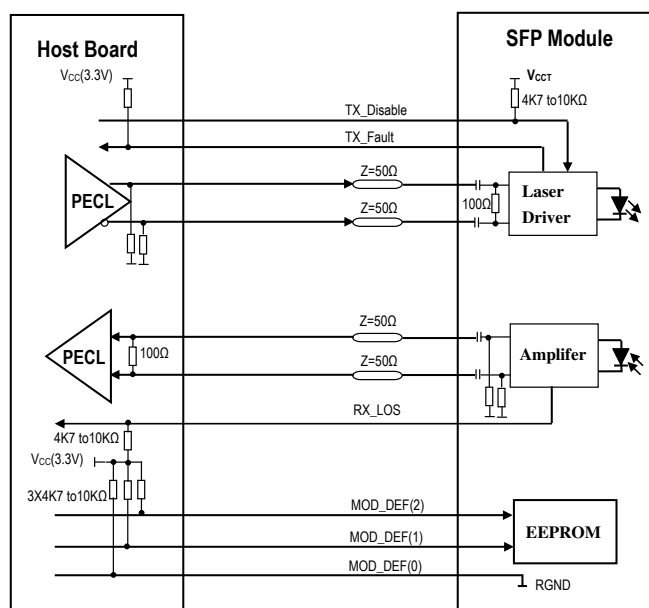 Host Board
SFP Module
VCC(3.3V)
VCCT
4K7 to10KΩ
TX_Disable
TX_Fault
Z=50Ω
PECL
Laser
Driver
100Ω
Z=50Ω
Z=50Ω
PECL
100Ω
Amplifer
Z=50Ω
RX_LOS
4K7 to10KΩ
VCC(3.3V)
3X4K7 to10KΩ
MOD_DEF(2)
MOD_DEF(1)
EEPROM
MOD_DEF(0)
RGND